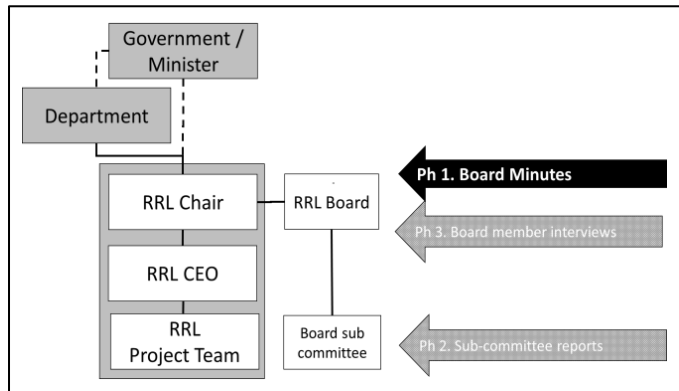 Government /
Minister
Department
RRL Chair
RRL Board
Ph 1. Board Minutes
Ph 3. Board member interviews
RRL CEO
RRL
Project Team
Board sub
committee
Ph 2. Sub-committee reports